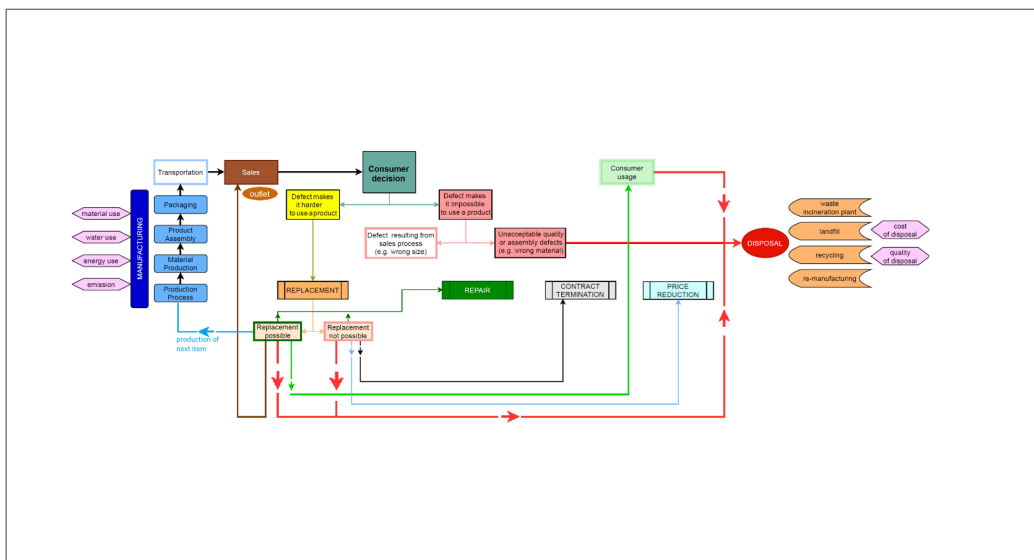 Transportation
Sales
outlet
Consumer
decision
Consumer
usage
Defect makes
it harder
to use a product
Defect makes
it impossible
to use a product
Packaging
Product
Assembly
Material
Production
Production
Process
MANUFACTURING
material use
water use
energy use
emission
Defect resulting from
sales process
(e.g. wrong size)
Unacceptable quality
or assembly defects
(e.g. wrong material)
DISPOSAL
waste
incineration plant
landfill
recycling
re-manufacturing
cost
of disposal
quality
of disposal
REPLACEMENT
REPAIR
CONTRACT
TERMINATION
PRICE
REDUCTION
Replacement
possible
Replacement
not possible
production of
next item